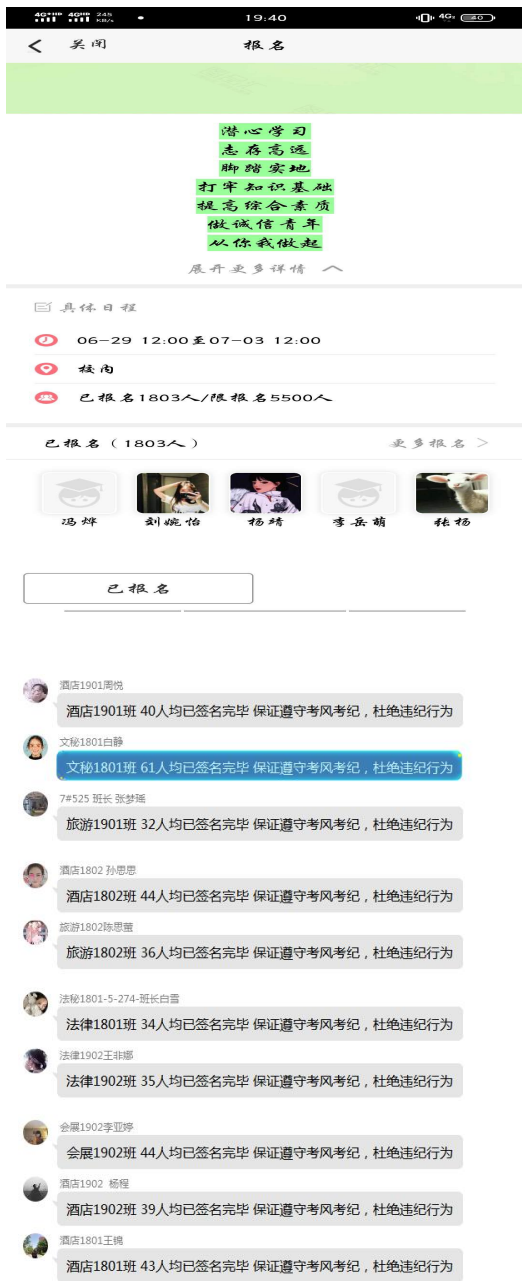 4G+HD 4GHD 245 KB/s
19:40
4G 40
关闭
报名
潜心学习
志存高远
脚踏实地
打牢知识基础
提高综合素质
做诚信青年
从你我做起
展开更多详情
具体日程
06-29 12:00至07-03 12:00
校内
已报名1803人/限报名5500人
已报名（1803人）
更多报名 >
冯烨
刘婉怡
杨靖
李岳萌
张杨
已报名
酒店1901周悦
酒店1901班 40人均已签名完毕 保证遵守考风考纪，杜绝违纪行为
文秘1801白静
文秘1801班 61人均已签名完毕 保证遵守考风考纪，杜绝违纪行为
7#525 班长 张梦瑶
旅游1901班 32人均已签名完毕 保证遵守考风考纪，杜绝违纪行为
酒店1802 孙思思
酒店1802班 44人均已签名完毕 保证遵守考风考纪，杜绝违纪行为
旅游1802陈思蕾
旅游1802班 36人均已签名完毕 保证遵守考风考纪，杜绝违纪行为
法秘1801-5-274-班长白雪
法律1801班 34人均已签名完毕 保证遵守考风考纪，杜绝违纪行为
法律1902王非娜
法律1902班 35人均已签名完毕 保证遵守考风考纪，杜绝违纪行为
会展1902李亚婷
会展1902班 44人均已签名完毕 保证遵守考风考纪，杜绝违纪行为
酒店1902 杨程
酒店1902班 39人均已签名完毕 保证遵守考风考纪，杜绝违纪行为
酒店1801王镜
酒店1801班 43人均已签名完毕 保证遵守考风考纪，杜绝违纪行为